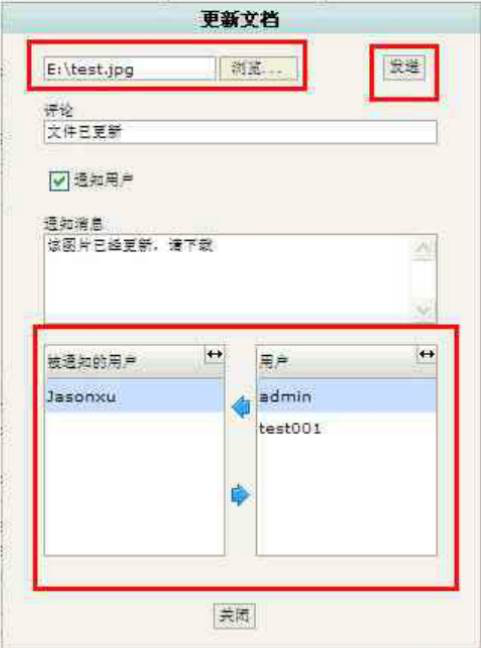 更新文档
E:\test.jpg 浏览... 发送
评论
文件已更新
通知用户
通知消息
该图片已经更新，请下载
被通知的用户 用户
Jasonxu admin
test001
关闭